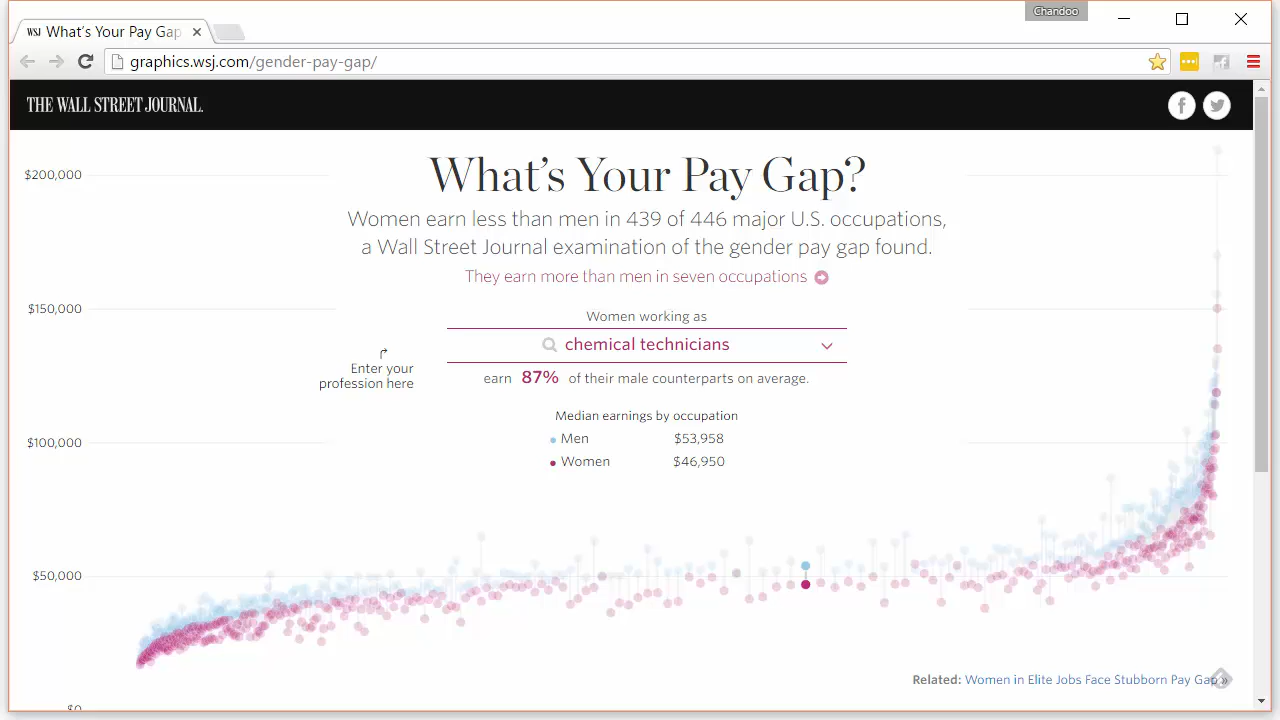 Chandoo
WSJ What's Your Pay Gap
graphics.wsj.com/gender-pay-gap/
THE WALL STREET JOURNAL.
What's Your Pay Gap?
Women earn less than men in 439 of 446 major U.S. occupations,
a Wall Street Journal examination of the gender pay gap found.
They earn more than men in seven occupations
Women working as
chemical technicians
earn 87% of their male counterparts on average.
Enter your
profession here
Median earnings by occupation
Men $53,958
Women $46,950
$200,000
$150,000
$100,000
$50,000
$0
Related: Women in Elite Jobs Face Stubborn Pay Gap »